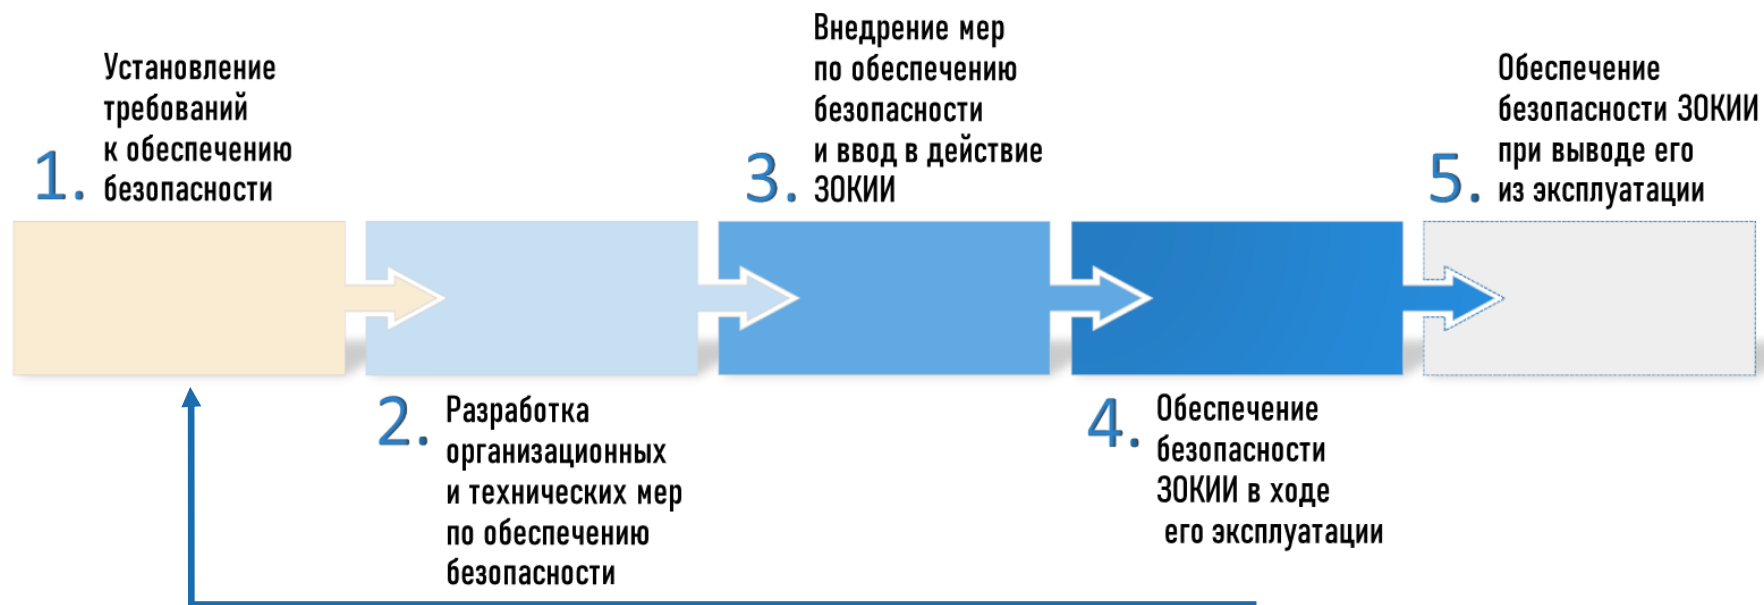 1.
Установление
требований
к обеспечению
безопасности
2.
Разработка
организационных
и технических мер
по обеспечению
безопасности
3.
Внедрение мер
по обеспечению
безопасности
и ввод в действие
ЗОКИИ
4.
Обеспечение
безопасности
ЗОКИИ в ходе
его эксплуатации
5.
Обеспечение
безопасности ЗОКИИ
при выводе его
из эксплуатации